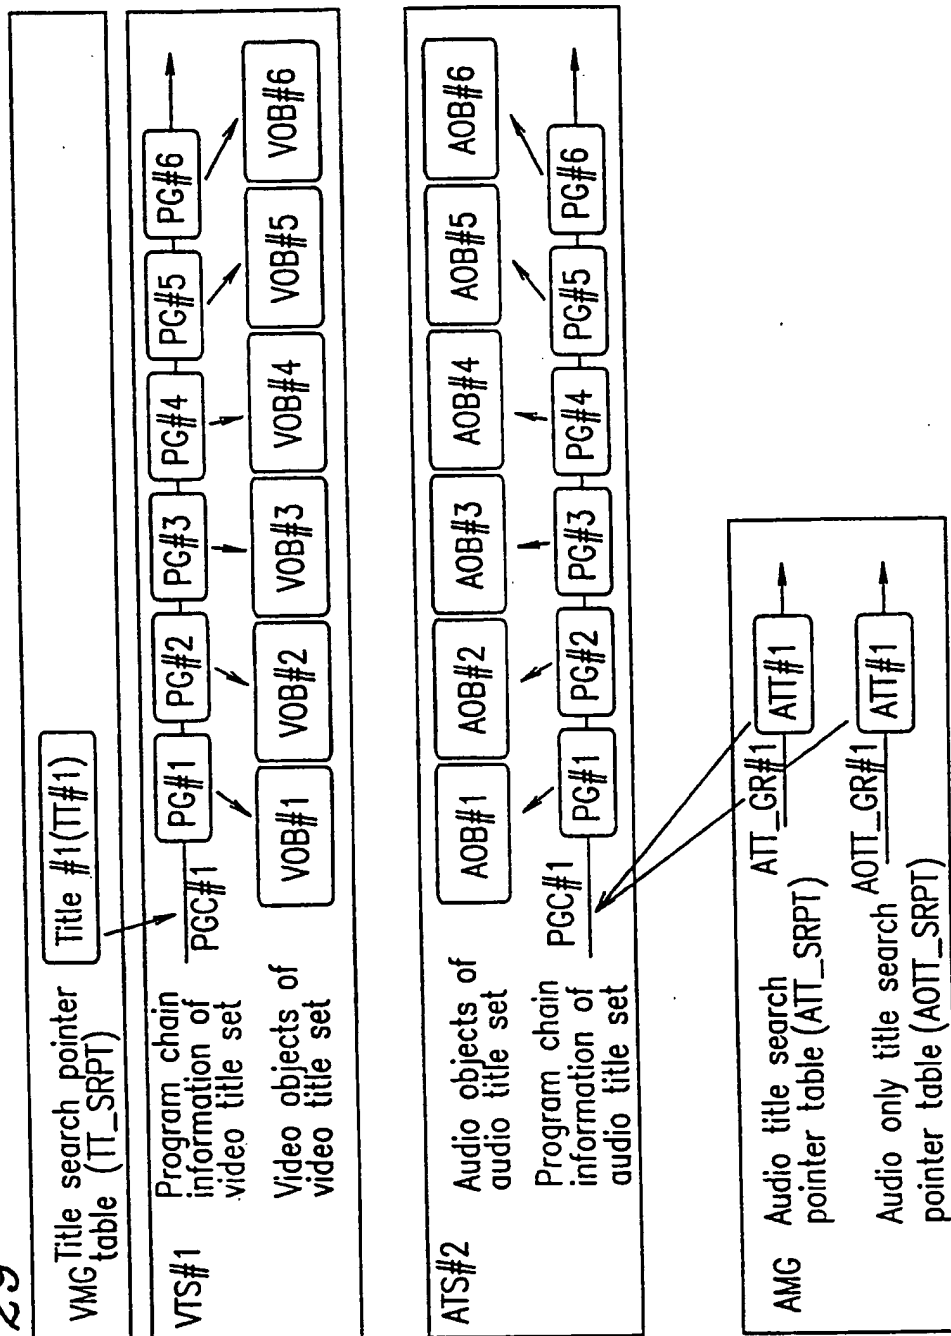 29
VMG Title search pointer
table (TT_SRPT)
Title #1(TT#1)
VTS#1
Program chain
information of
video title set
PGC#1
PG#1
PG#2
PG#3
PG#4
PG#5
PG#6
Video objects of
video title set
VOB#1
VOB#2
VOB#3
VOB#4
VOB#5
VOB#6
ATS#2
Audio objects of
audio title set
AOB#1
AOB#2
AOB#3
AOB#4
AOB#5
AOB#6
Program chain
information of
audio title set
PGC#1
PG#1
PG#2
PG#3
PG#4
PG#5
PG#6
AMG
Audio title search
pointer table (ATT_SRPT)
ATT_GR#1
ATT#1
Audio only title search
pointer table (AOTT_SRPT)
AOTT_GR#1
ATT#1